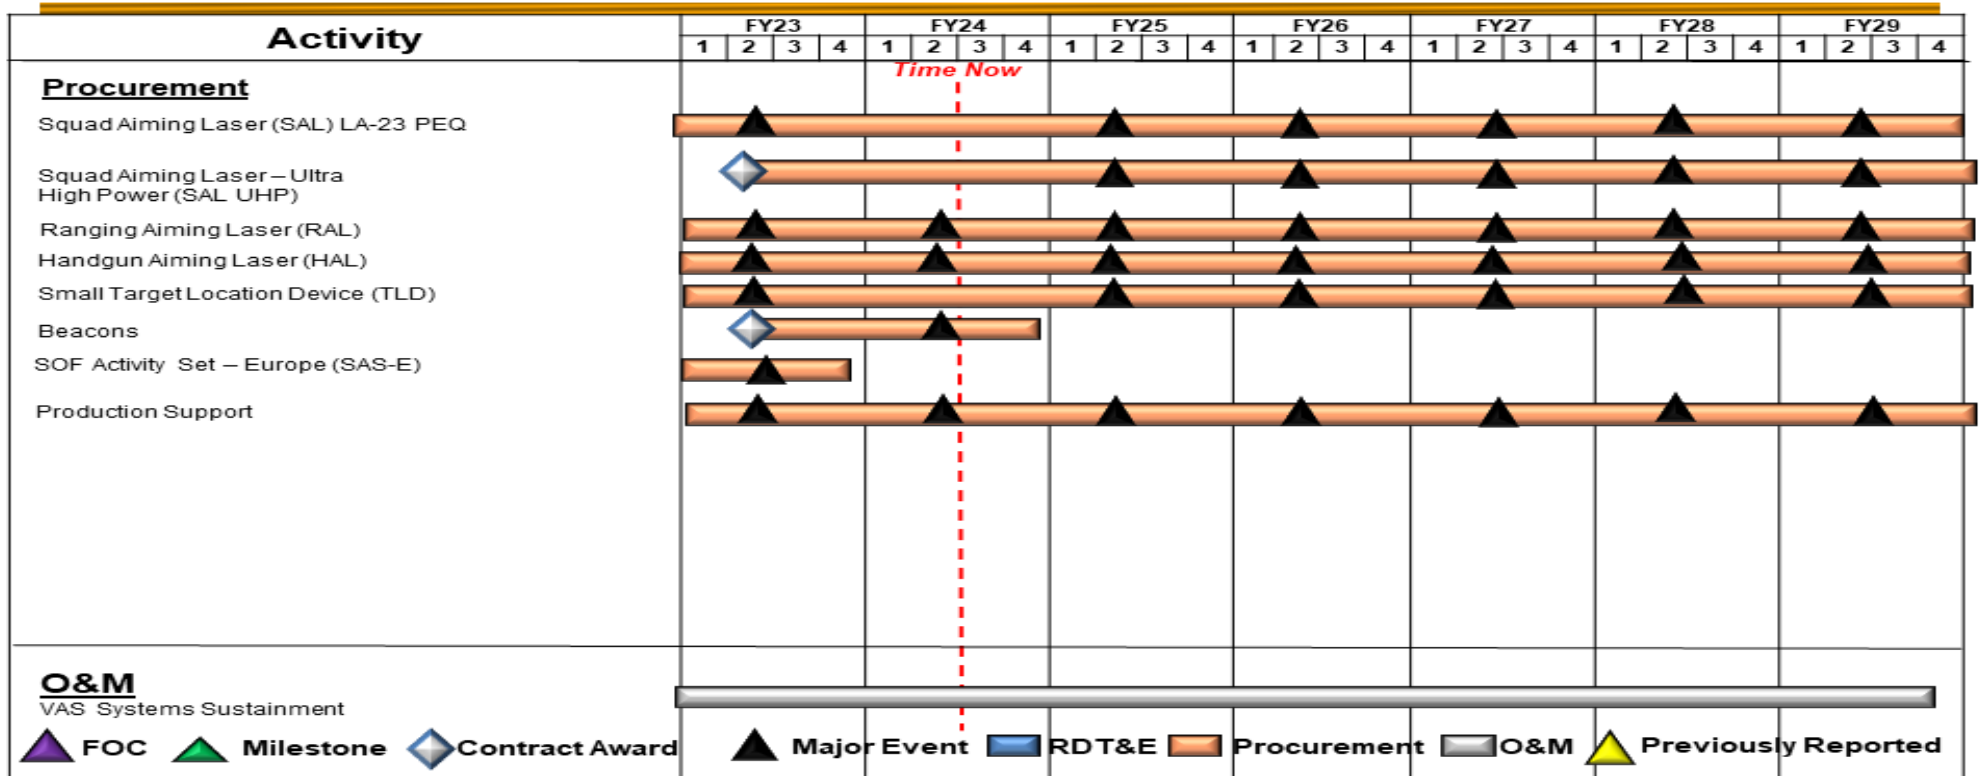 Activity FY23 FY24 FY25 FY26 FY27 FY28 FY29
1 2 3 4 1 2 3 4 1 2 3 4 1 2 3 4 1 2 3 4 1 2 3 4 1 2 3 4
Time Now
Procurement
Squad Aiming Laser (SAL) LA-23 PEQ
Squad Aiming Laser – Ultra
High Power (SAL UHP)
Ranging Aiming Laser (RAL)
Handgun Aiming Laser (HAL)
Small Target Location Device (TLD)
Beacons
SOF Activity Set – Europe (SAS-E)
Production Support
O&M
VAS Systems Sustainment
FOC Milestone Contract Award Major Event RDT&E Procurement O&M Previously Reported